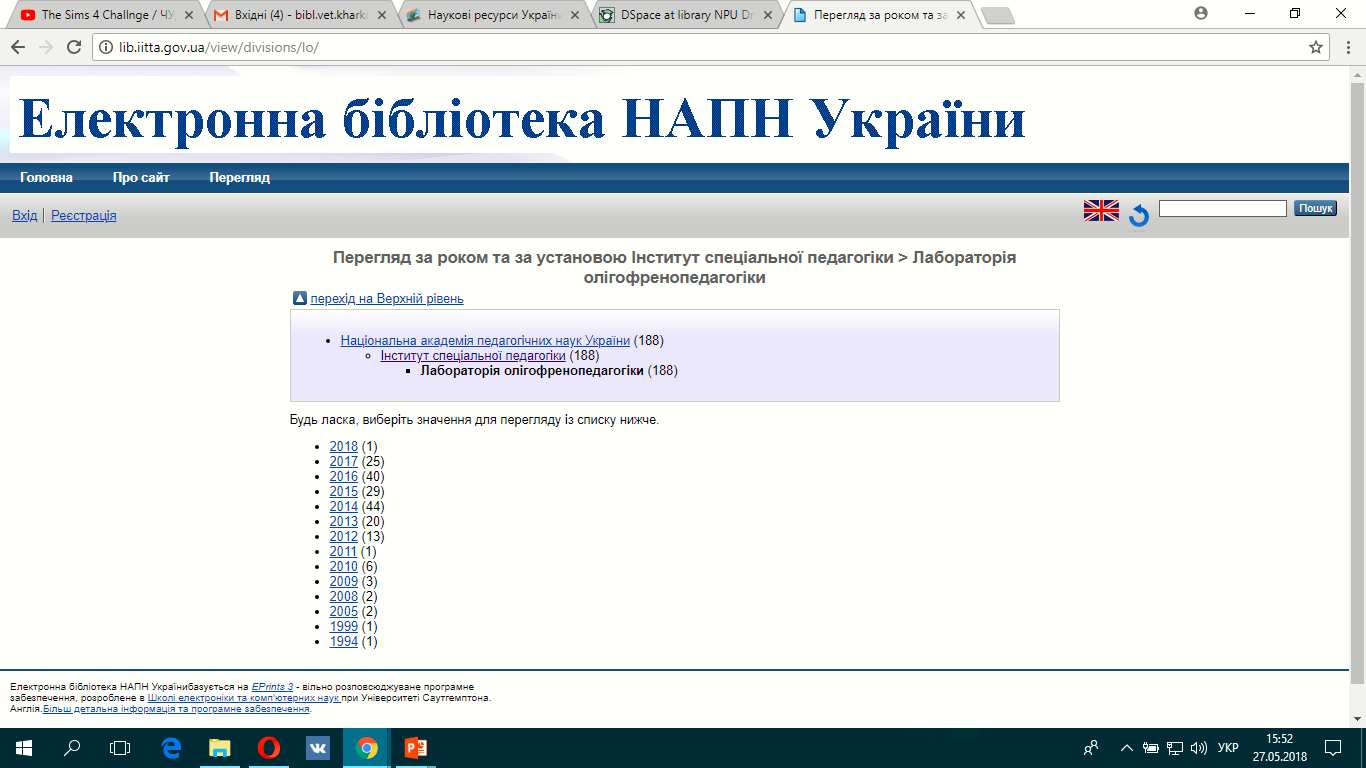 The Sims 4 Challnge / ЧУ
Вхідні (4) - bibl.vet.khark
Наукові ресурси Україн
DSpace at library NPU Dr
Перегляд за роком та за
lib.iitta.gov.ua/view/divisions/lo/
Електронна бібліотека НАПН України
Головна Про сайт Перегляд
Вхід | Реєстрація
Пошук
Перегляд за роком та за установою Інститут спеціальної педагогіки > Лабораторія
олігофренопедагогіки
перехід на Верхній рівень
Національна академія педагогічних наук України (188)
Інститут спеціальної педагогіки (188)
Лабораторія олігофренопедагогіки (188)
Будь ласка, виберіть значення для перегляду із списку нижче.
2018 (1)
2017 (25)
2016 (40)
2015 (29)
2014 (44)
2013 (20)
2012 (13)
2011 (1)
2010 (6)
2009 (3)
2008 (2)
2005 (2)
1999 (1)
1994 (1)
Електронна бібліотека НАПН Українибазується на EPrints 3 - вільно розповоюджуване програмне
забезпечення, розроблене в Школі електроніки та комп'ютерних наук при Університеті Саутгемптона.
Англія.Більш детальна інформація та програмне забезпечення.
УКР
15:52
27.05.2018